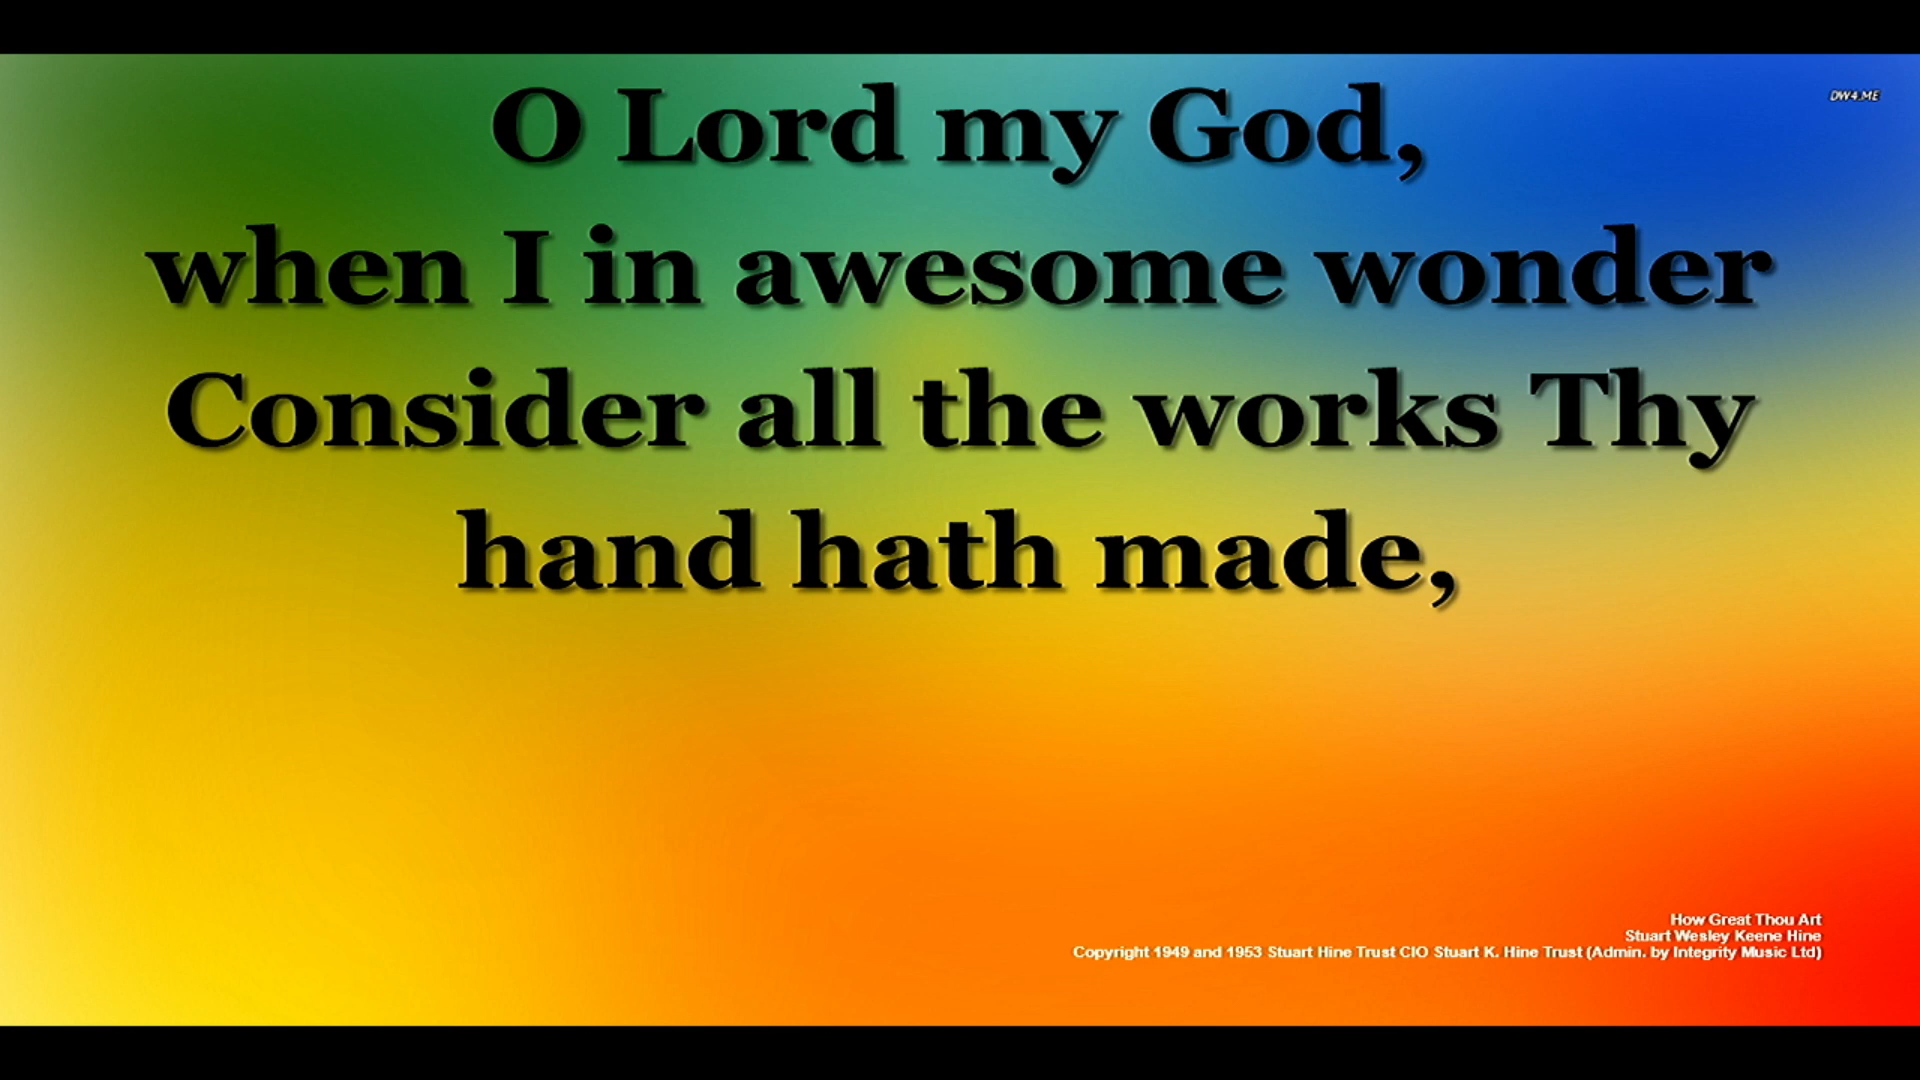 DW4.ME
O Lord my God,
when I in awesome wonder
Consider all the works Thy
hand hath made,
How Great Thou Art
Stuart Wesley Keene Hine
Copyright 1949 and 1953 Stuart Hine Trust CIO Stuart K. Hine Trust (Admin. by Integrity Music Ltd)